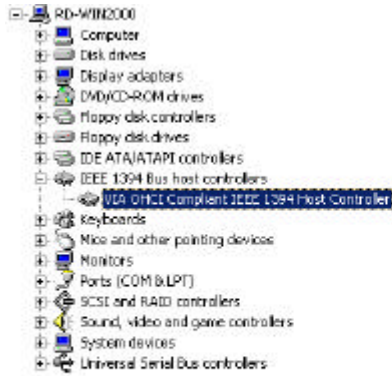 RD-WIN2000
Computer
Disk drives
Display adapters
DVD/CD-ROM drives
Floppy disk controllers
Floppy disk drives
IDE ATA/ATAPI controllers
IEEE 1394 Bus host controllers
VIA OHCI Compliant IEEE 1394 Host Controller
Keyboards
Mice and other pointing devices
Monitors
Ports (COM & LPT)
SCSI and RAID controllers
Sound, video and game controllers
System devices
Universal Serial Bus controllers